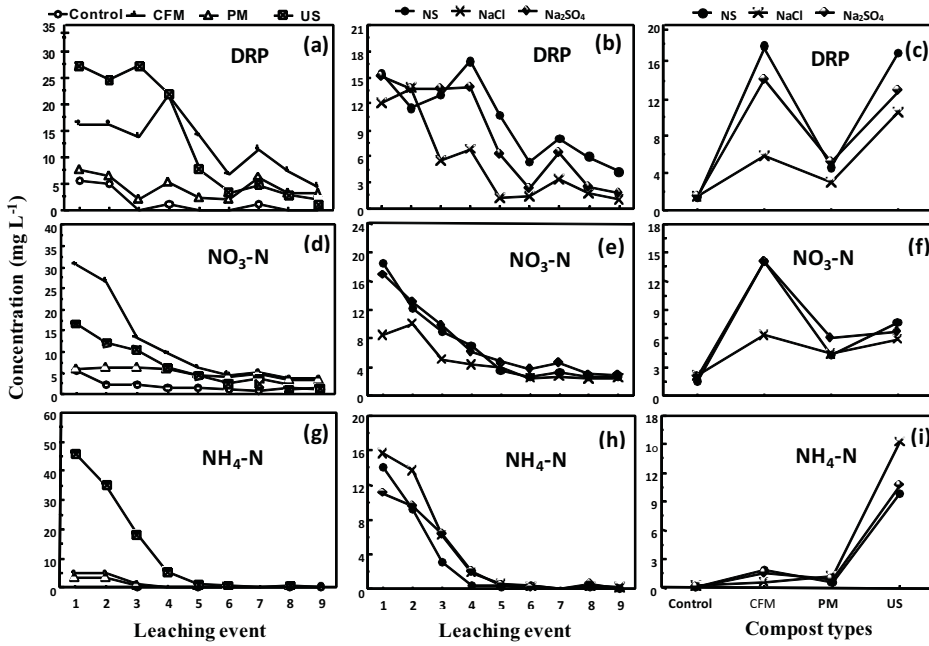 Control CFM PM US
NS NaCl Na₂SO₄
NS NaCl Na₂SO₄
35 (a)
30 DRP
25
20
15
10
5
0
21 (b)
18 DRP
15
12
9
6
3
0
20 (c)
16 DRP
12
8
4
0
Concentration (mg L⁻¹)
40 (d)
35 NO₃-N
30
25
20
15
10
5
0
24 (e)
20 NO₃-N
16
12
8
4
0
18 (f)
15 NO₃-N
12
9
6
3
0
60 (g)
50 NH₄-N
40
30
20
10
0
1 2 3 4 5 6 7 8 9
Leaching event
20 (h)
16 NH₄-N
12
8
4
0
1 2 3 4 5 6 7 8 9
Leaching event
18 (i)
15 NH₄-N
12
9
6
3
0
Control CFM PM US
Compost types